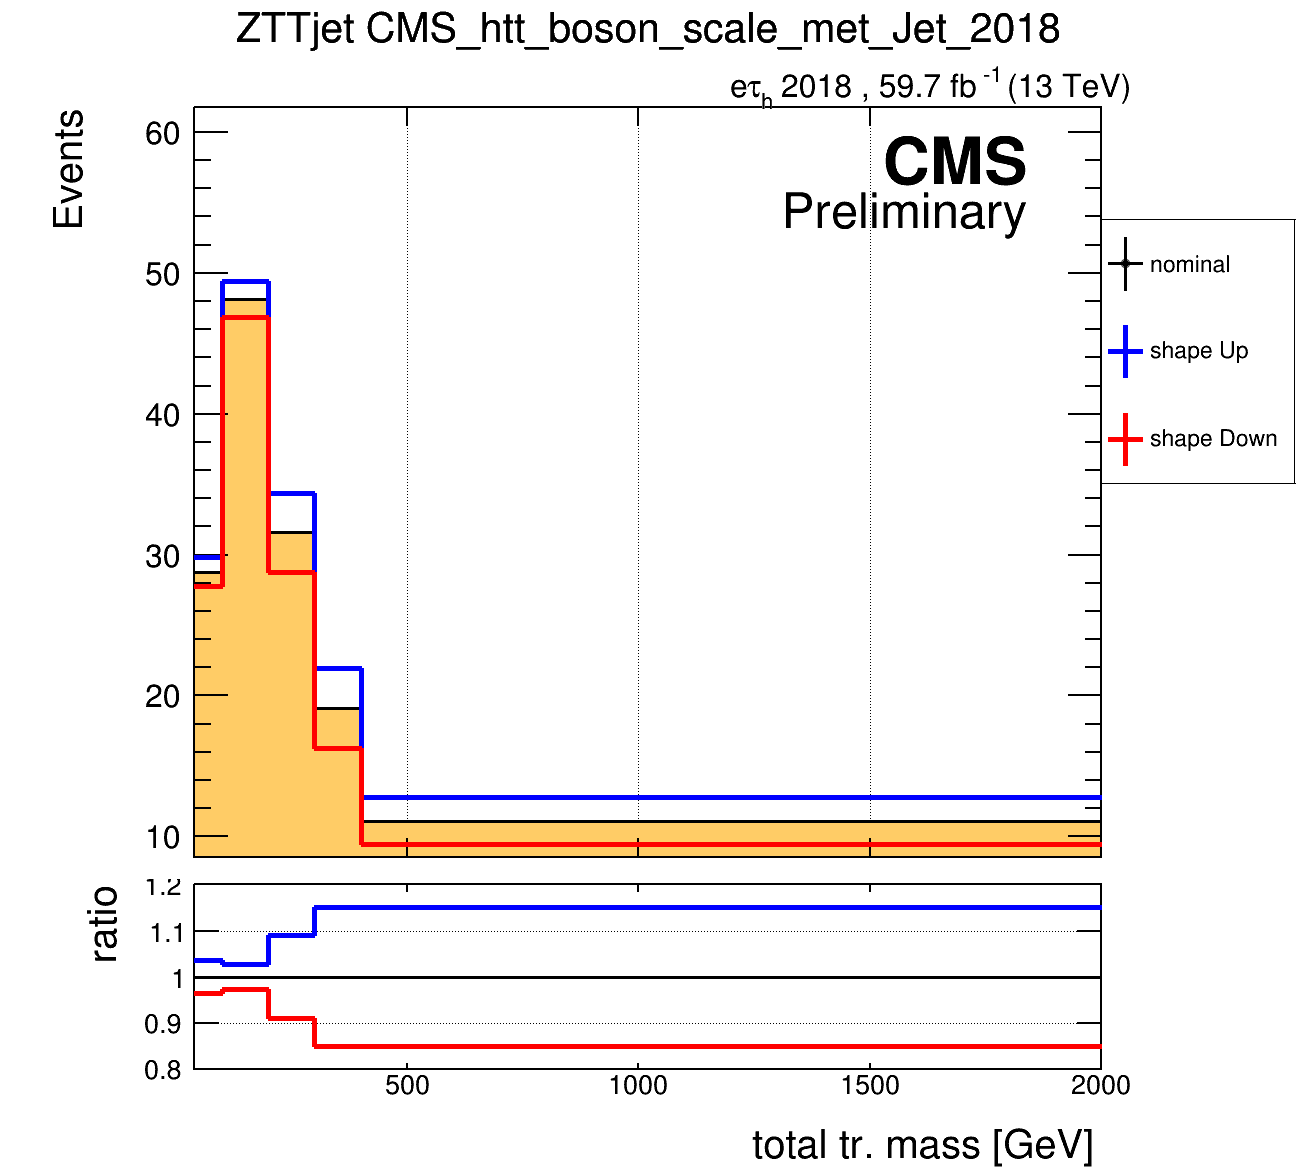 ZTTjet CMS_htt_boson_scale_met_Jet_2018
eτh 2018 , 59.7 fb-1 (13 TeV)
CMS
Preliminary
Events
60
50
40
30
20
10
nominal
shape Up
shape Down
ratio
1.2
1.1
1
0.9
0.8
500
1000
1500
2000
total tr. mass [GeV]